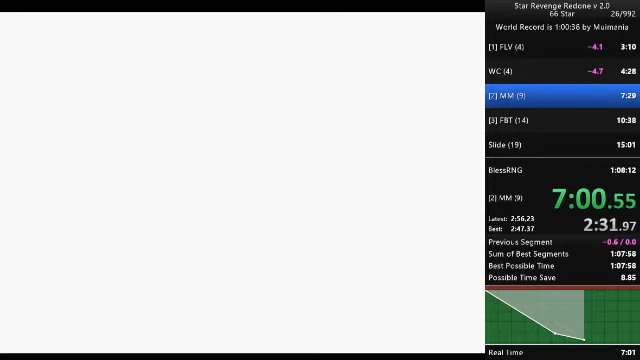 Star Revenge Redone v 2.0
66 Star 26/992
World Record is 1:00:38 by Muimania
[1] FLV (4) −4.1 3:10
WC (4) −4.7 4:28
[2] MM (9) 7:29
[3] FBT (14) 10:38
Slide (19) 15:01
BlessRNG 1:08:12
[2] MM (9) 7:00.55
Latest: 2:56.23
Best: 2:47.37 2:31.97
Previous Segment −0.6 / 0.0
Sum of Best Segments 1:07:58
Best Possible Time 1:07:58
Possible Time Save 8.85
Real Time 7:01